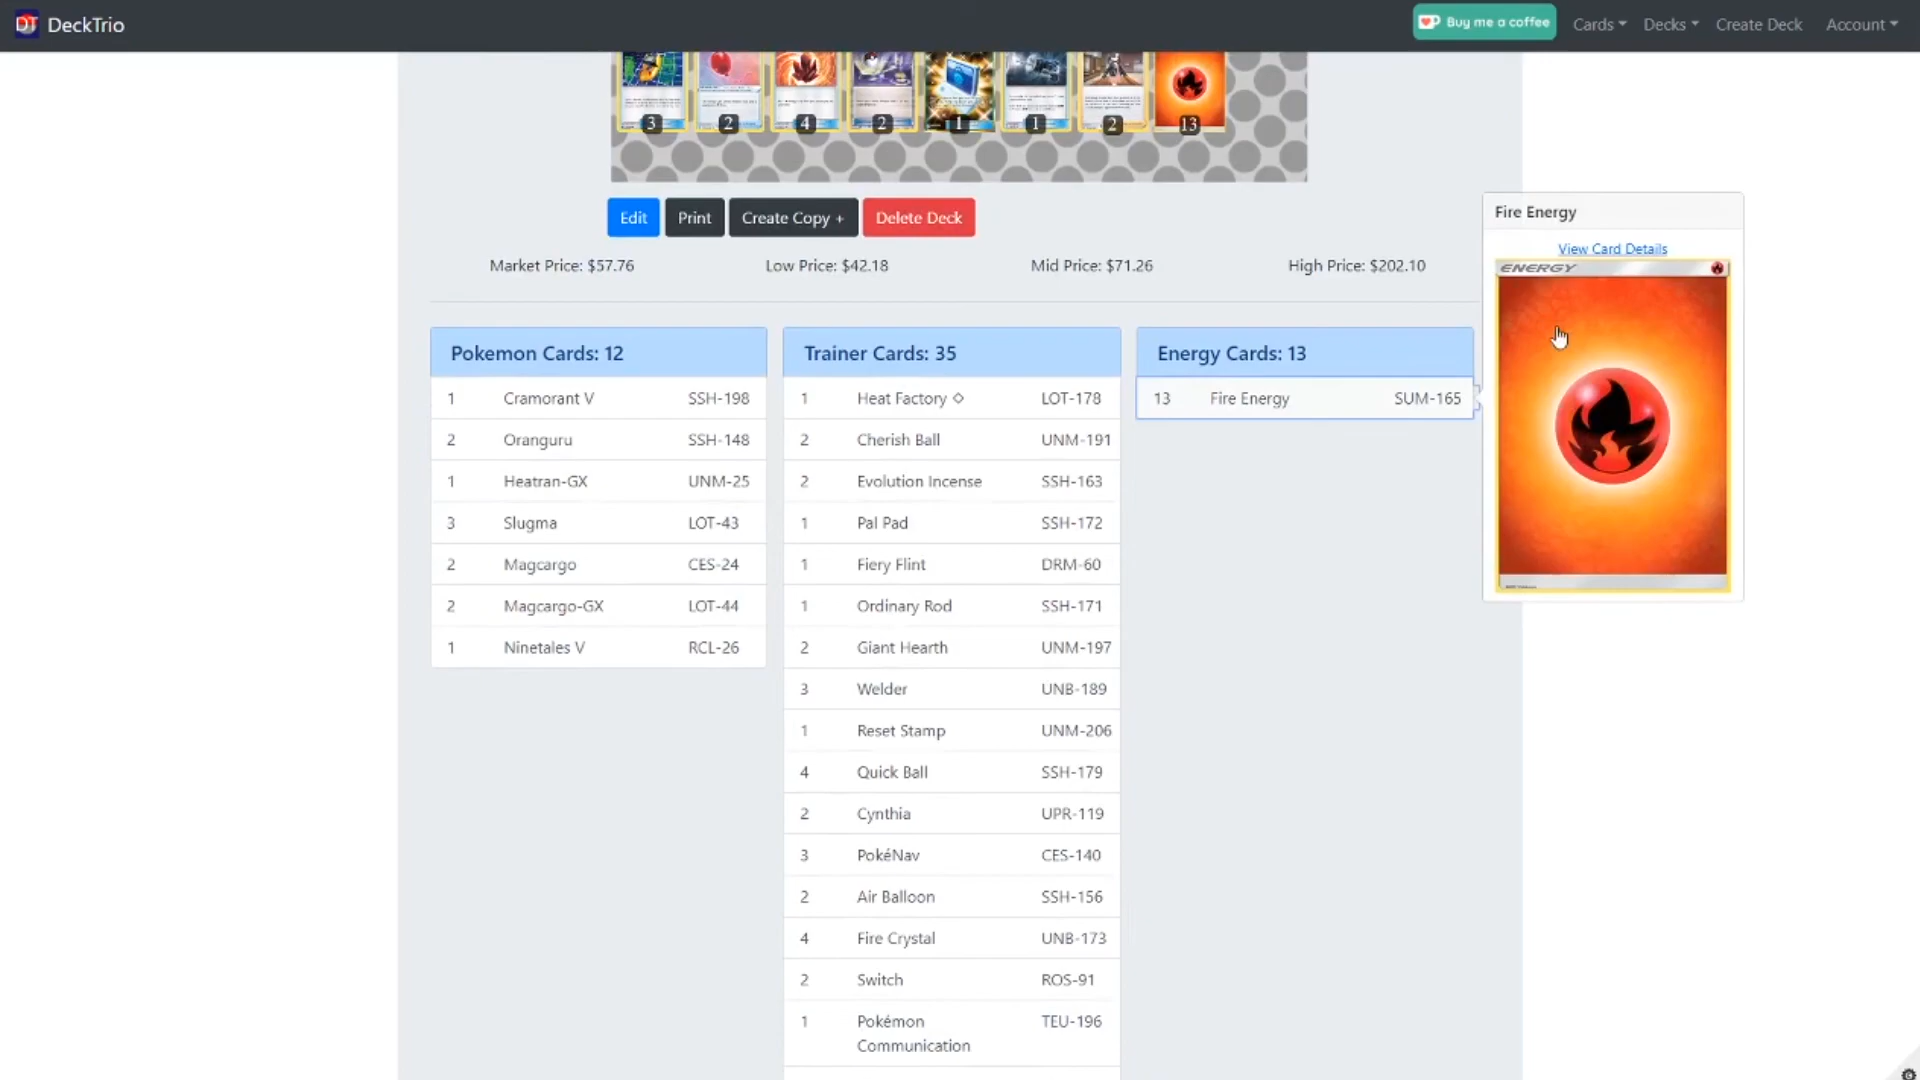 DT DeckTrio
Buy me a coffee
Cards
Decks
Create Deck
Account
3
2
4
2
1
1
2
13
Edit
Print
Create Copy +
Delete Deck
Market Price: $57.76
Low Price: $42.18
Mid Price: $71.26
High Price: $202.10
Fire Energy
View Card Details
ENERGY
Pokemon Cards: 12
1 Cramorant V SSH-198
2 Oranguru SSH-148
1 Heatran-GX UNM-25
3 Slugma LOT-43
2 Magcargo CES-24
2 Magcargo-GX LOT-44
1 Ninetales V RCL-26
Trainer Cards: 35
1 Heat Factory ◇ LOT-178
2 Cherish Ball UNM-191
2 Evolution Incense SSH-163
1 Pal Pad SSH-172
1 Fiery Flint DRM-60
1 Ordinary Rod SSH-171
2 Giant Hearth UNM-197
3 Welder UNB-189
1 Reset Stamp UNM-206
4 Quick Ball SSH-179
2 Cynthia UPR-119
3 PokéNav CES-140
2 Air Balloon SSH-156
4 Fire Crystal UNB-173
2 Switch ROS-91
1 Pokémon TEU-196
Communication
Energy Cards: 13
13 Fire Energy SUM-165